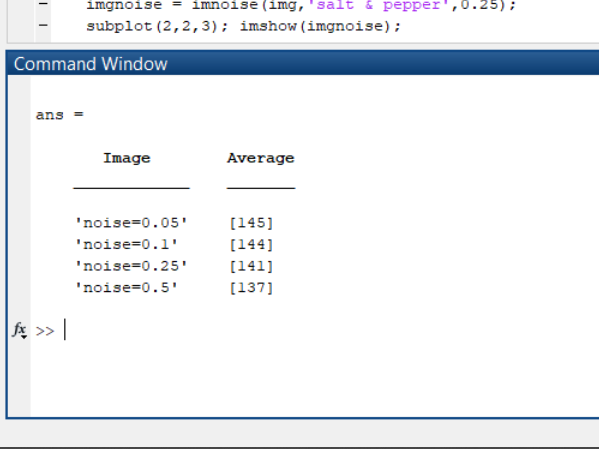 imgnoise = imnoise(img,'salt & pepper',0.25);
subplot(2,2,3); imshow(imgnoise);
Command Window
ans =
Image Average
'noise=0.05' [145]
'noise=0.1' [144]
'noise=0.25' [141]
'noise=0.5' [137]
fx >>